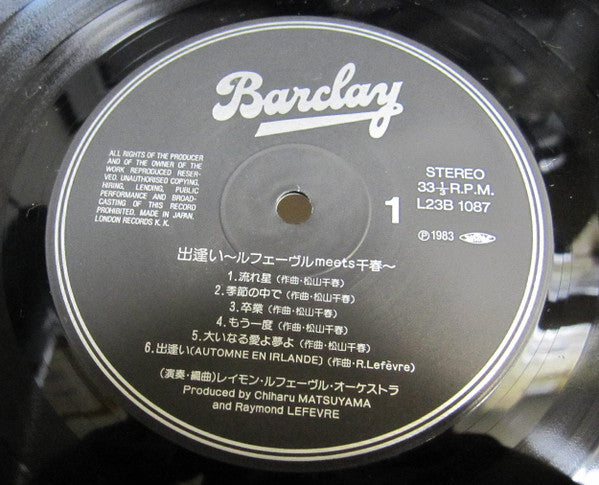 Barclay
ALL RIGHTS OF THE PRODUCER
AND OF THE OWNER OF THE
WORK REPRODUCED RESER-
VED. UNAUTHORISED COPYING,
HIRING, LENDING, PUBLIC
PERFORMANCE AND BROAD-
CASTING OF THIS RECORD
PROHIBITED. MADE IN JAPAN.
LONDON RECORDS K. K.
STEREO
33⅓ R.P.M.
L23B 1087
1
Ⓟ1983
出逢い〜ルフェーヴルmeets千春〜
1.流れ星(作曲・松山千春)
2.季節の中で(作曲・松山千春)
3.卒業(作曲・松山千春)
4.もう一度(作曲・松山千春)
5.大いなる愛よ夢よ(作曲・松山千春)
6.出逢い(AUTOMNE EN IRLANDE)(作曲・R.Lefèvre)
(演奏・編曲)レイモン・ルフェーヴル・オーケストラ
Produced by Chiharu MATSUYAMA
and Raymond LEFEVRE